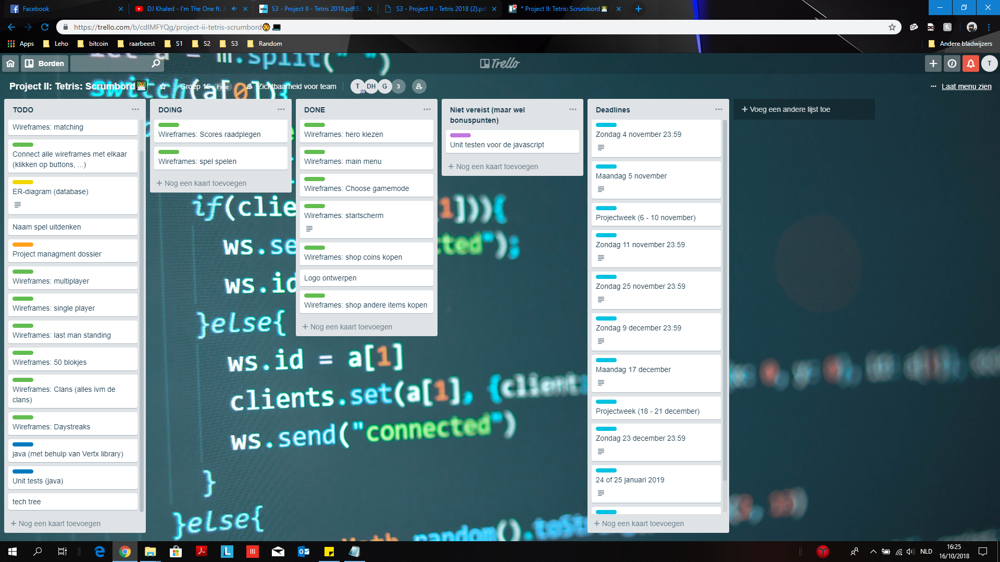 Facebook
DJ Khaled - I'm The One ft. Ju
S3 - Project II - Tetris 2018.pdf:S3
S3 - Project II - Tetris 2018 (2).pd
* Project II: Tetris: Scrumbord
https://trello.com/b/cdIMFYQg/project-ii-tetris-scrumbord
Apps
Leho
bitcoin
raarbeest
S1
S2
S3
Random
Andere bladwijzers
Borden
Trello
T
Project II: Tetris: Scrumbord
Groep 16
Free
Zichtbaarheid voor team
T
DH
G
3
Laat menu zien
TODO
Wireframes: matching
Connect alle wireframes met elkaar
(klikken op buttons, ...)
ER-diagram (database)
Naam spel uitdenken
Project managment dossier
Wireframes: multiplayer
Wireframes: single player
Wireframes: last man standing
Wireframes: 50 blokjes
Wireframes: Clans (alles ivm de
clans)
Wireframes: Daystreaks
java (met behulp van Vertx library)
Unit tests (java)
tech tree
+ Nog een kaart toevoegen
DOING
Wireframes: Scores raadplegen
Wireframes: spel spelen
+ Nog een kaart toevoegen
DONE
Wireframes: hero kiezen
Wireframes: main menu
Wireframes: Choose gamemode
Wireframes: startscherm
Wireframes: shop coins kopen
Logo ontwerpen
Wireframes: shop andere items kopen
+ Nog een kaart toevoegen
Niet vereist (maar wel
bonuspunten)
Unit testen voor de javascript
+ Nog een kaart toevoegen
Deadlines
Zondag 4 november 23:59
Maandag 5 november
Projectweek (6 - 10 november)
Zondag 11 november 23:59
Zondag 25 november 23:59
Zondag 9 december 23:59
Maandag 17 december
Projectweek (18 - 21 december)
Zondag 23 december 23:59
24 of 25 januari 2019
+ Nog een kaart toevoegen
+ Voeg een andere lijst toe
let a = m.split(" ")
switch(a[0]){
if(clie 1])){
ws.se cted");
ws.id
}else{
ws.id = a[1]
clients.set(a[1], {client
ws.send("connected")
}
}else{
Math.random().toStr
NLD
16:25
16/10/2018